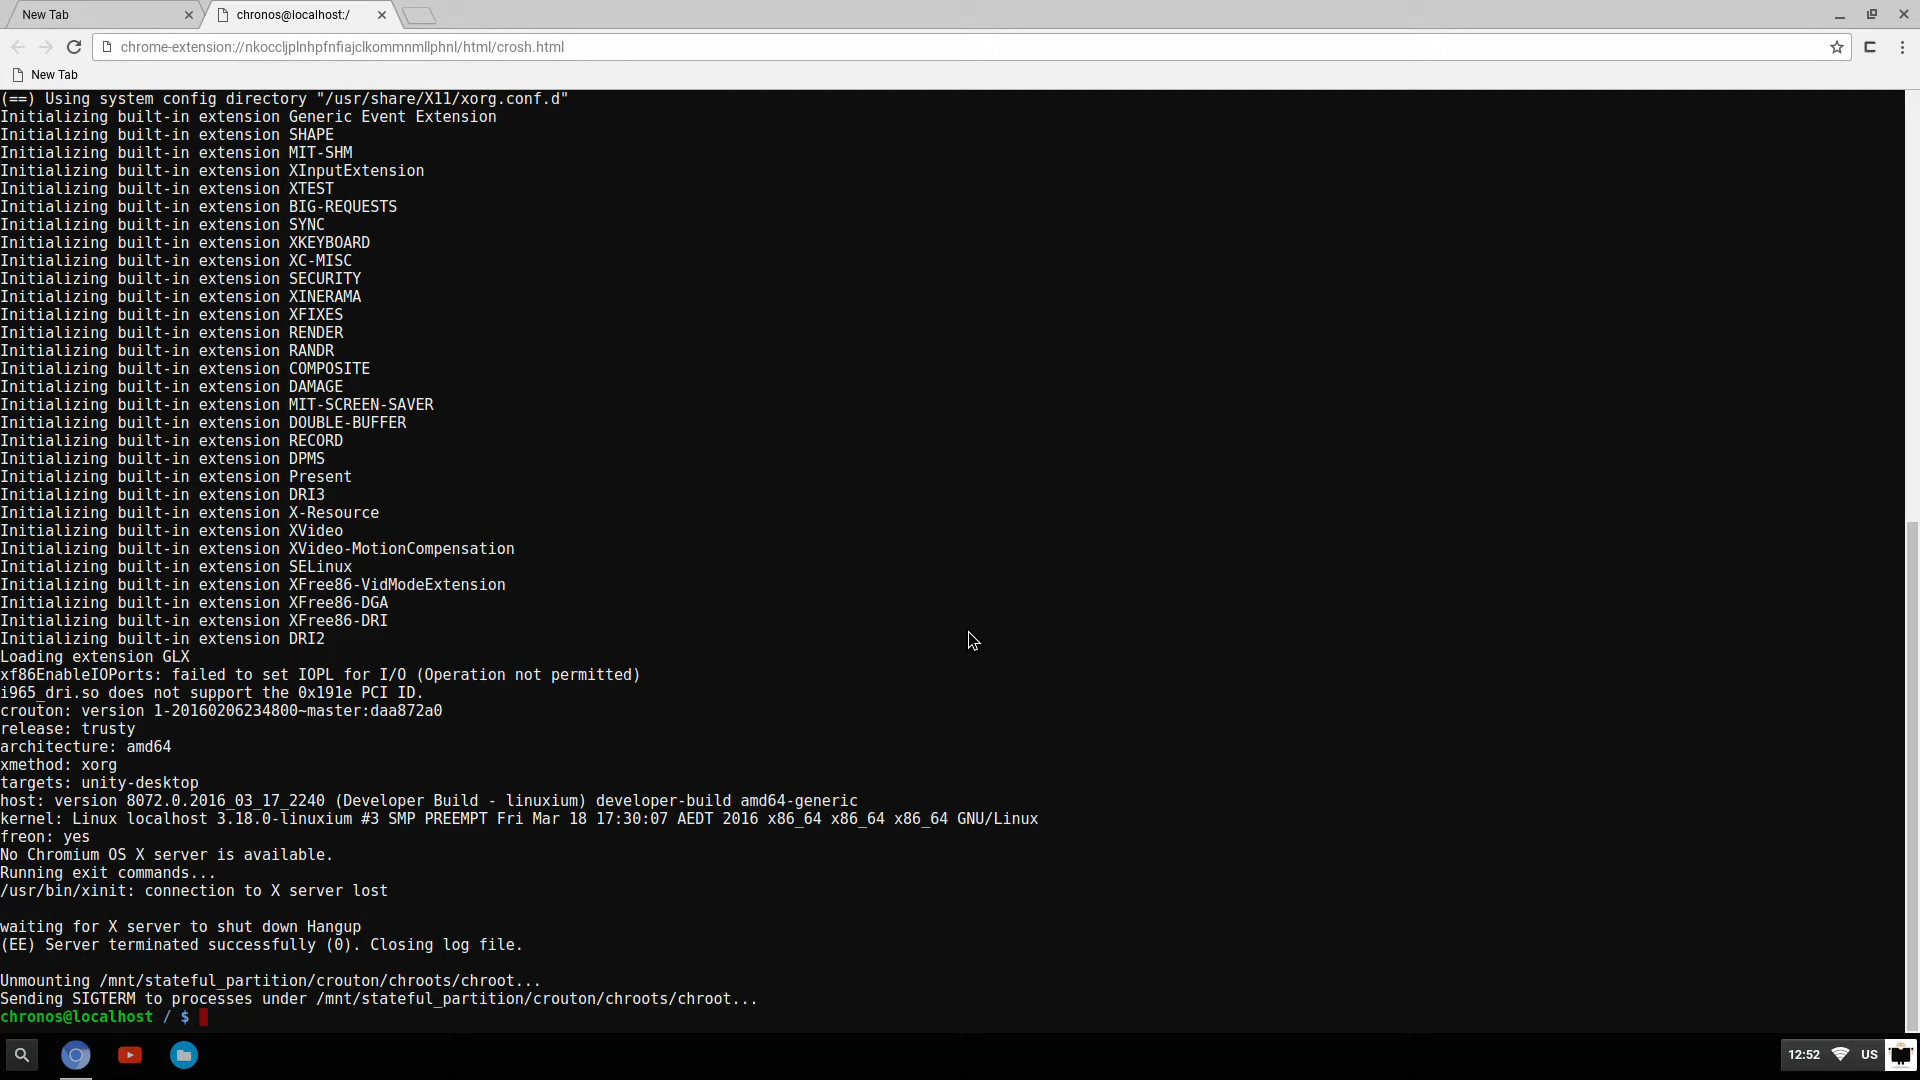 New Tab
chronos@localhost:/
chrome-extension://nkoccljplnhpfnfiajclkommnmllphnl/html/crosh.html
New Tab
(==) Using system config directory "/usr/share/X11/xorg.conf.d"
Initializing built-in extension Generic Event Extension
Initializing built-in extension SHAPE
Initializing built-in extension MIT-SHM
Initializing built-in extension XInputExtension
Initializing built-in extension XTEST
Initializing built-in extension BIG-REQUESTS
Initializing built-in extension SYNC
Initializing built-in extension XKEYBOARD
Initializing built-in extension XC-MISC
Initializing built-in extension SECURITY
Initializing built-in extension XINERAMA
Initializing built-in extension XFIXES
Initializing built-in extension RENDER
Initializing built-in extension RANDR
Initializing built-in extension COMPOSITE
Initializing built-in extension DAMAGE
Initializing built-in extension MIT-SCREEN-SAVER
Initializing built-in extension DOUBLE-BUFFER
Initializing built-in extension RECORD
Initializing built-in extension DPMS
Initializing built-in extension Present
Initializing built-in extension DRI3
Initializing built-in extension X-Resource
Initializing built-in extension XVideo
Initializing built-in extension XVideo-MotionCompensation
Initializing built-in extension SELinux
Initializing built-in extension XFree86-VidModeExtension
Initializing built-in extension XFree86-DGA
Initializing built-in extension XFree86-DRI
Initializing built-in extension DRI2
Loading extension GLX
xf86EnableIOPorts: failed to set IOPL for I/O (Operation not permitted)
i965_dri.so does not support the 0x191e PCI ID.
crouton: version 1-20160206234800~master:daa872a0
release: trusty
architecture: amd64
xmethod: xorg
targets: unity-desktop
host: version 8072.0.2016_03_17_2240 (Developer Build - linuxium) developer-build amd64-generic
kernel: Linux localhost 3.18.0-linuxium #3 SMP PREEMPT Fri Mar 18 17:30:07 AEDT 2016 x86_64 x86_64 x86_64 GNU/Linux
freon: yes
No Chromium OS X server is available.
Running exit commands...
/usr/bin/xinit: connection to X server lost
waiting for X server to shut down Hangup
(EE) Server terminated successfully (0). Closing log file.
Unmounting /mnt/stateful_partition/crouton/chroots/chroot...
Sending SIGTERM to processes under /mnt/stateful_partition/crouton/chroots/chroot...
chronos@localhost / $
12:52 US